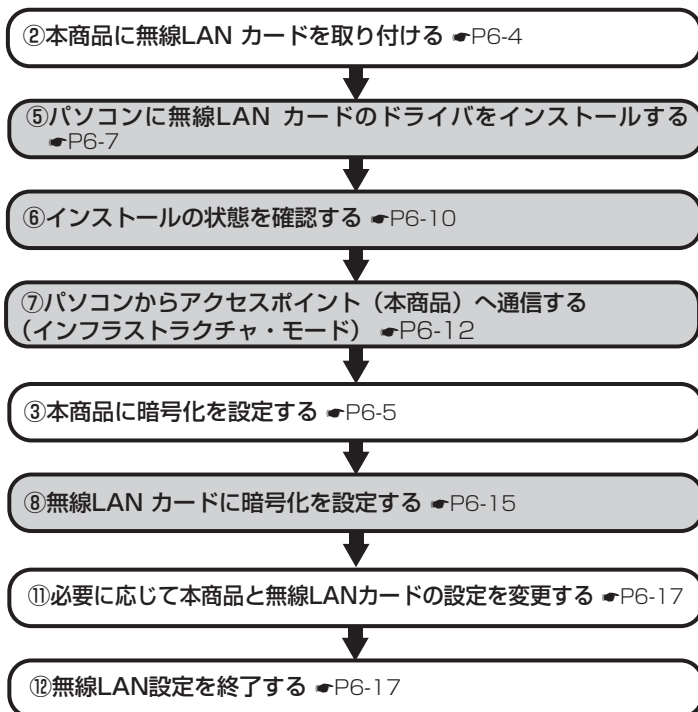 ②本商品に無線LAN カードを取り付ける ☛P6-4
⑤パソコンに無線LAN カードのドライバをインストールする
☛P6-7
⑥インストールの状態を確認する ☛P6-10
⑦パソコンからアクセスポイント（本商品）へ通信する
（インフラストラクチャ・モード） ☛P6-12
③本商品に暗号化を設定する ☛P6-5
⑧無線LAN カードに暗号化を設定する ☛P6-15
⑪必要に応じて本商品と無線LANカードの設定を変更する ☛P6-17
⑫無線LAN設定を終了する ☛P6-17